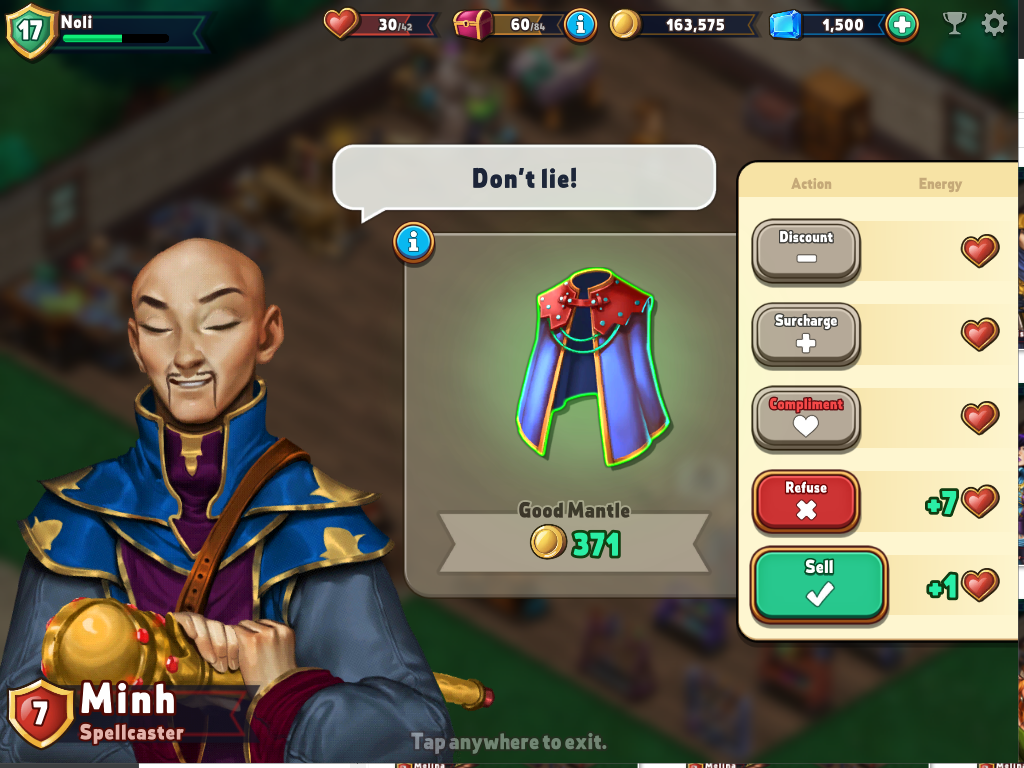 17
Noli
30/42
60/84
163,575
1,500
Don't lie!
Action
Energy
Discount
Surcharge
Compliment
Refuse
+7
Good Mantle
371
Sell
+1
7
Minh
Spellcaster
Tap anywhere to exit.